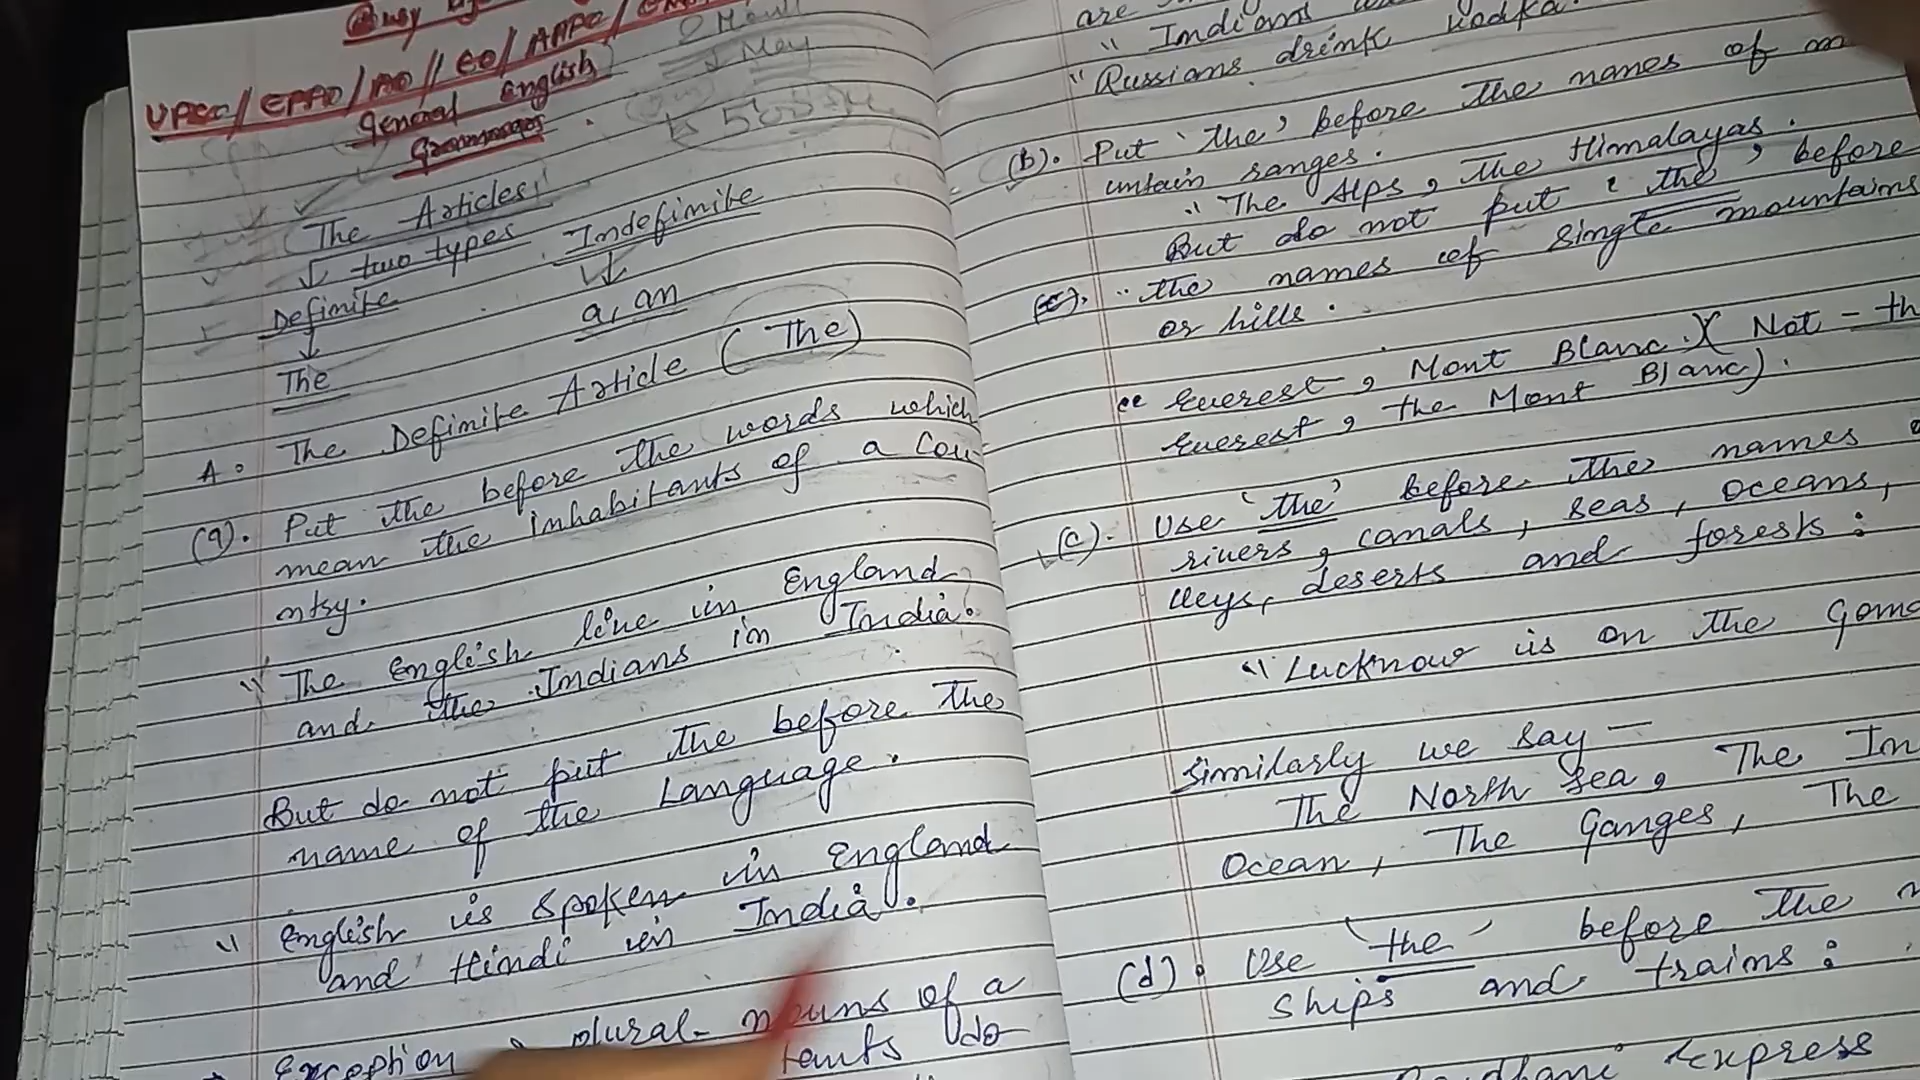 UPSC/EPFO/AO//EO/APFC/
General English
Grammar
The Articles
two types
Definite Indefinite
The a, an
A. The Definite Article (The)
(a). Put the before the words which
mean the inhabitants of a cou-
ntry.
" The English live in England
and the Indians in India.
But do not put the before the
name of the Language.
" English is spoken in England
and Hindi in India.
Exception plural nouns of a
do
are
" Indians
" Russians drink vodka.
(b). Put 'the' before the names of mo
untain ranges.
" The Alps, The Himalayas.
But do not put 'the' before
(c). " the names of single mountains
or hills.
" Everest, Mont Blanc. (Not - th
Everest, the Mont Blanc).
(c). Use 'the' before the names
rivers, canals, seas, oceans,
lleys, deserts and forests:
" Lucknow is on the Gom
Similarly we say —
The North Sea, The In
Ocean, The Ganges, The
(d). Use 'the' before the n
ships and trains:
Express